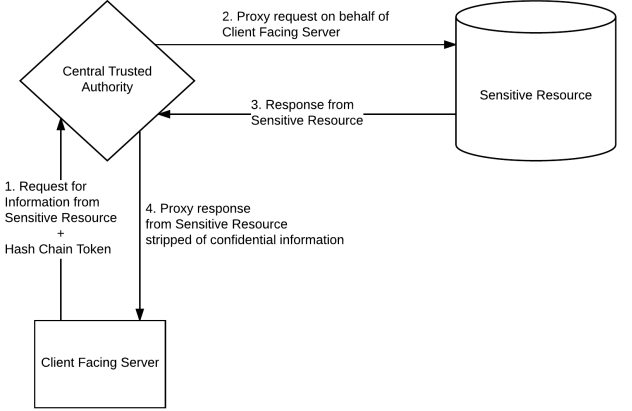 2. Proxy request on behalf of
Client Facing Server
Central Trusted
Authority
Sensitive Resource
3. Response from
Sensitive Resource
1. Request for
Information from
Sensitive Resource
+
Hash Chain Token
4. Proxy response
from Sensitive Resource
stripped of confidential information
Client Facing Server